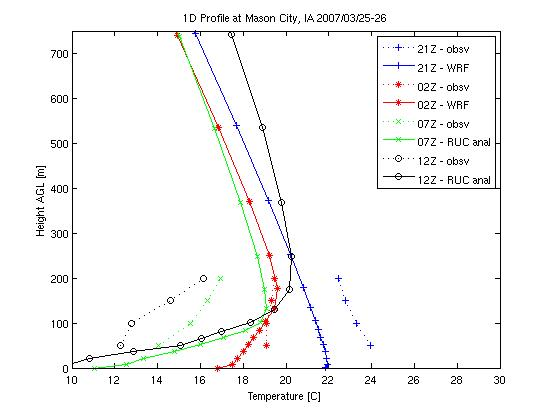 1D Profile at Mason City, IA 2007/03/25-26
700
600
500
400
300
200
100
0
Height AGL [m]
21Z - obsv
21Z - WRF
02Z - obsv
02Z - WRF
07Z - obsv
07Z - RUC anal
12Z - obsv
12Z - RUC anal
10 12 14 16 18 20 22 24 26 28 30
Temperature [C]